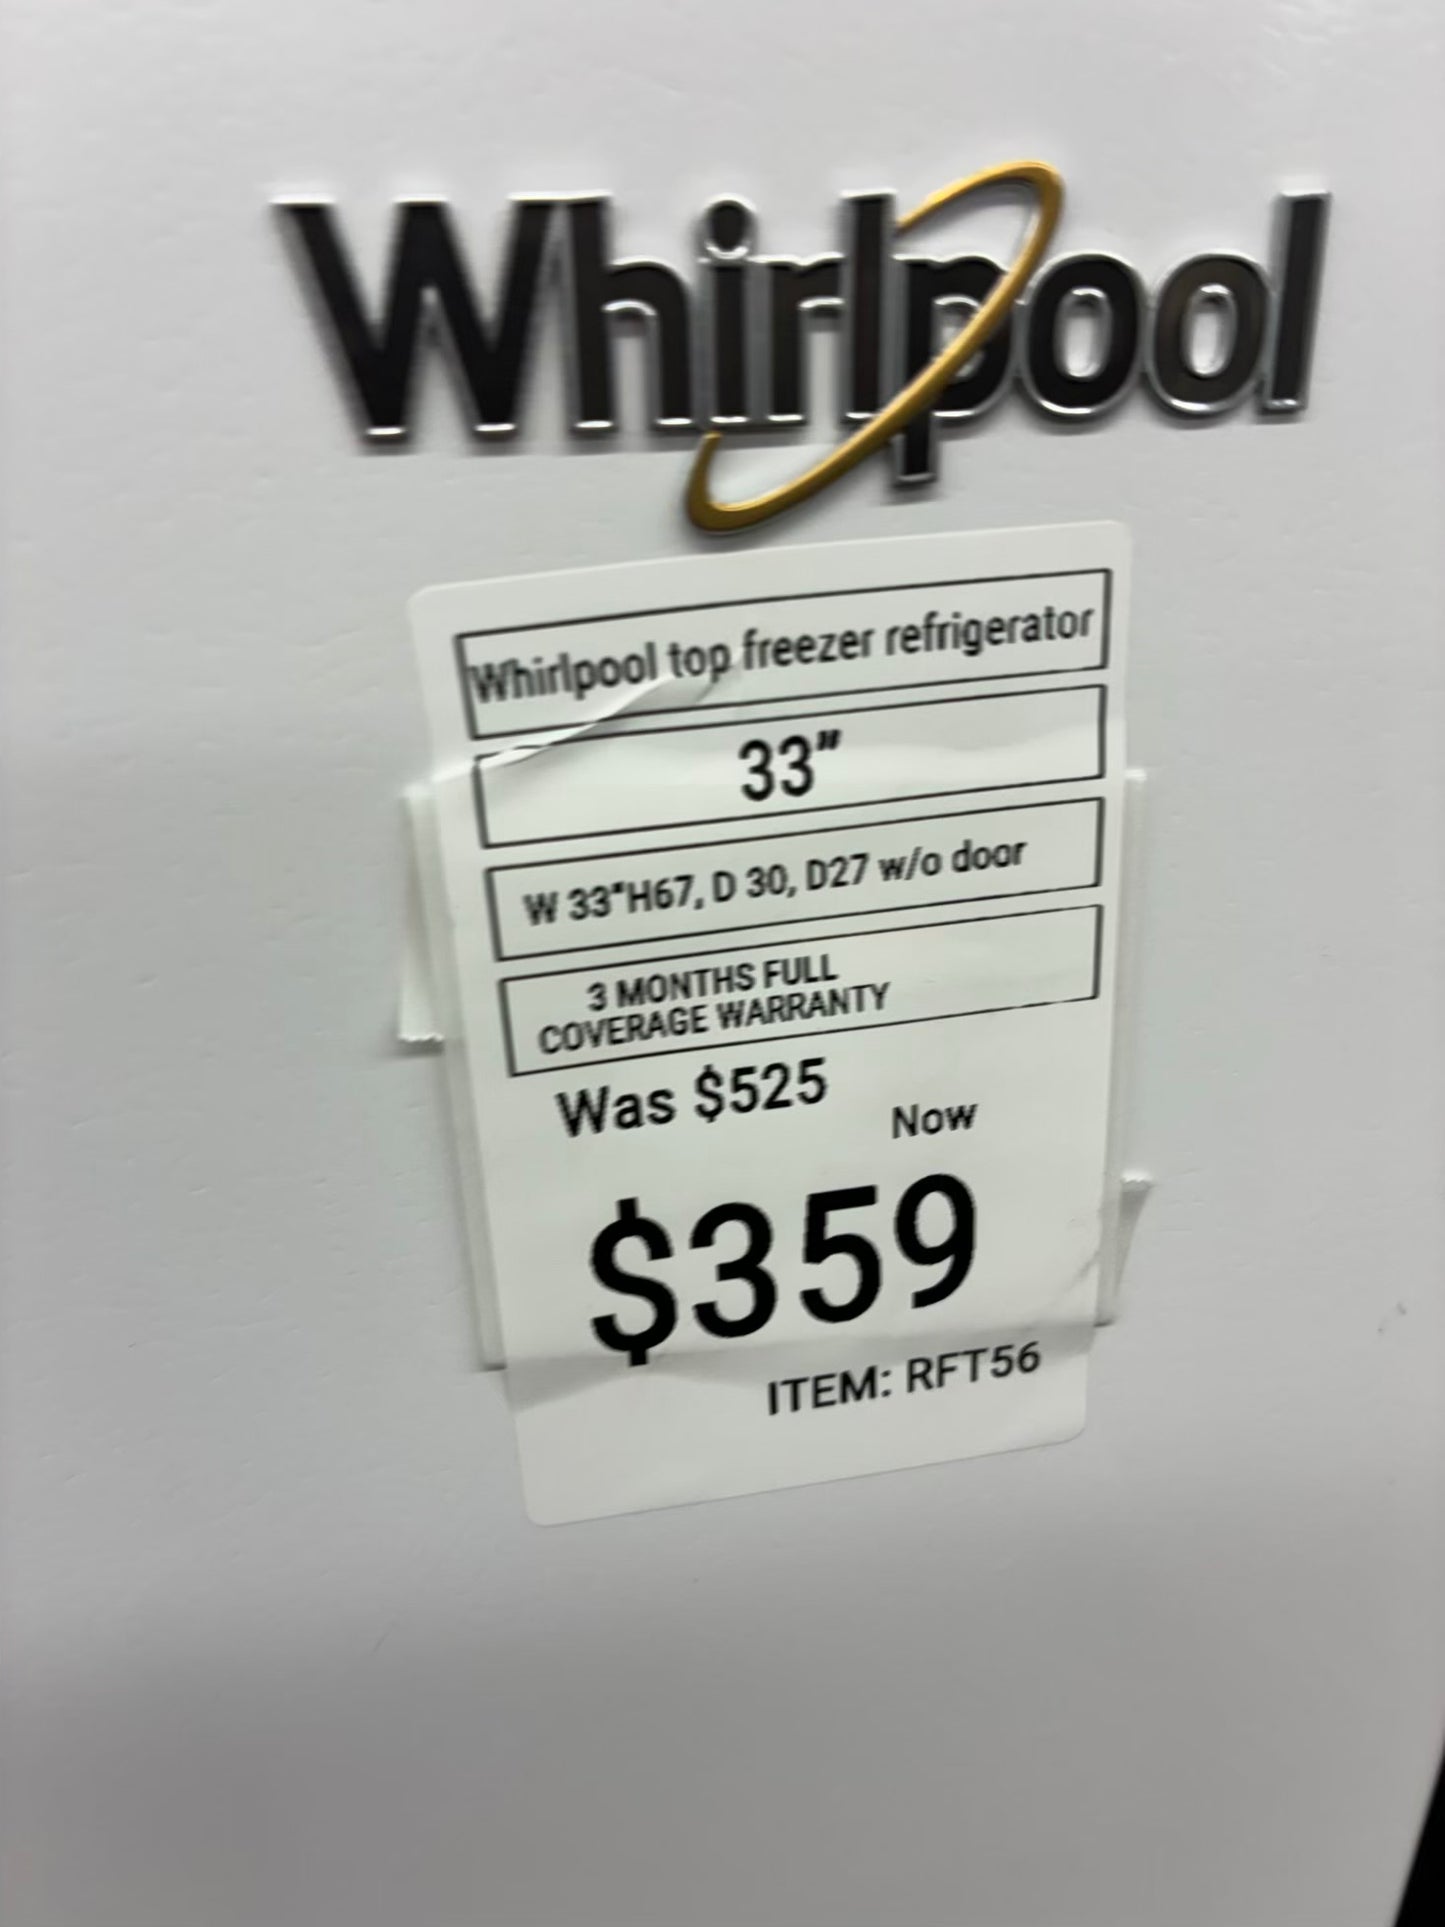 Whirlpool
Whirlpool top freezer refrigerator
33"
W 33"H67, D 30, D27 w/o door
3 MONTHS FULL
COVERAGE WARRANTY
Was $525
Now
$359
ITEM: RFT56